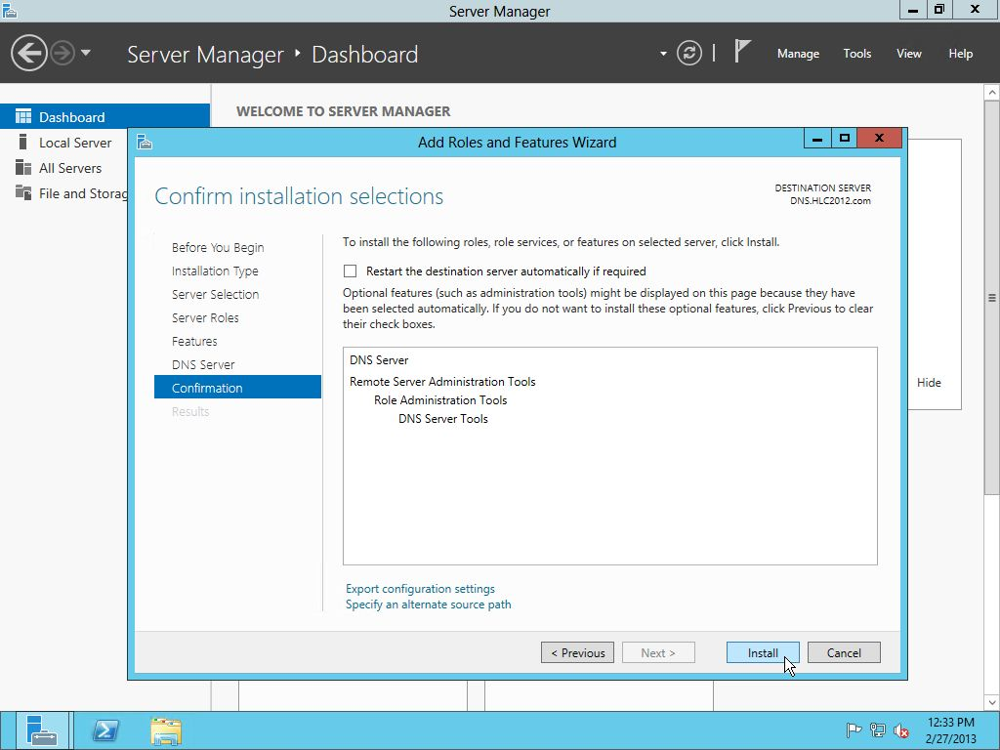 Server Manager
Server Manager ‣ Dashboard
Manage
Tools
View
Help
Dashboard
Local Server
All Servers
File and Storag
WELCOME TO SERVER MANAGER
Add Roles and Features Wizard
Confirm installation selections
DESTINATION SERVER
DNS.HLC2012.com
Before You Begin
Installation Type
Server Selection
Server Roles
Features
DNS Server
Confirmation
Results
To install the following roles, role services, or features on selected server, click Install.
Restart the destination server automatically if required
Optional features (such as administration tools) might be displayed on this page because they have
been selected automatically. If you do not want to install these optional features, click Previous to clear
their check boxes.
DNS Server
Remote Server Administration Tools
Role Administration Tools
DNS Server Tools
Export configuration settings
Specify an alternate source path
< Previous
Next >
Install
Cancel
Hide
12:33 PM
2/27/2013